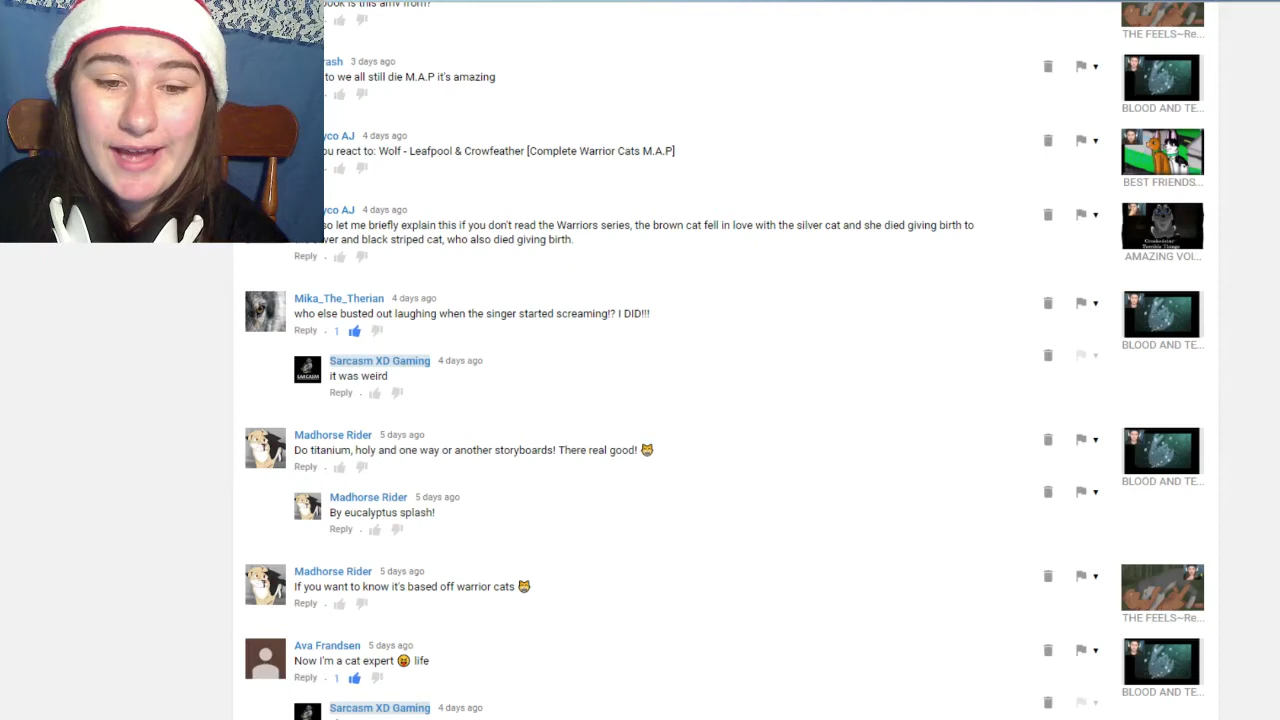 ook is this amv from?
THE FEELS~Re...
rash 3 days ago
to we all still die M.A.P it's amazing
BLOOD AND TE...
yco AJ 4 days ago
ou react to: Wolf - Leafpool & Crowfeather [Complete Warrior Cats M.A.P]
BEST FRIENDS...
yco AJ 4 days ago
so let me briefly explain this if you don't read the Warriors series, the brown cat fell in love with the silver cat and she died giving birth to
ver and black striped cat, who also died giving birth.
Reply
Crookedstar
Terrible Things
AMAZING VOI...
Mika_The_Therian 4 days ago
who else busted out laughing when the singer started screaming!? I DID!!!
Reply . 1
BLOOD AND TE...
Sarcasm XD Gaming 4 days ago
it was weird
SARCASM
Reply .
Madhorse Rider 5 days ago
Do titanium, holy and one way or another storyboards! There real good! 😸
Reply .
BLOOD AND TE...
Madhorse Rider 5 days ago
By eucalyptus splash!
Reply .
Madhorse Rider 5 days ago
If you want to know it's based off warrior cats 😸
Reply .
THE FEELS~Re...
Ava Frandsen 5 days ago
Now I'm a cat expert 😝 life
Reply . 1
BLOOD AND TE...
Sarcasm XD Gaming 4 days ago